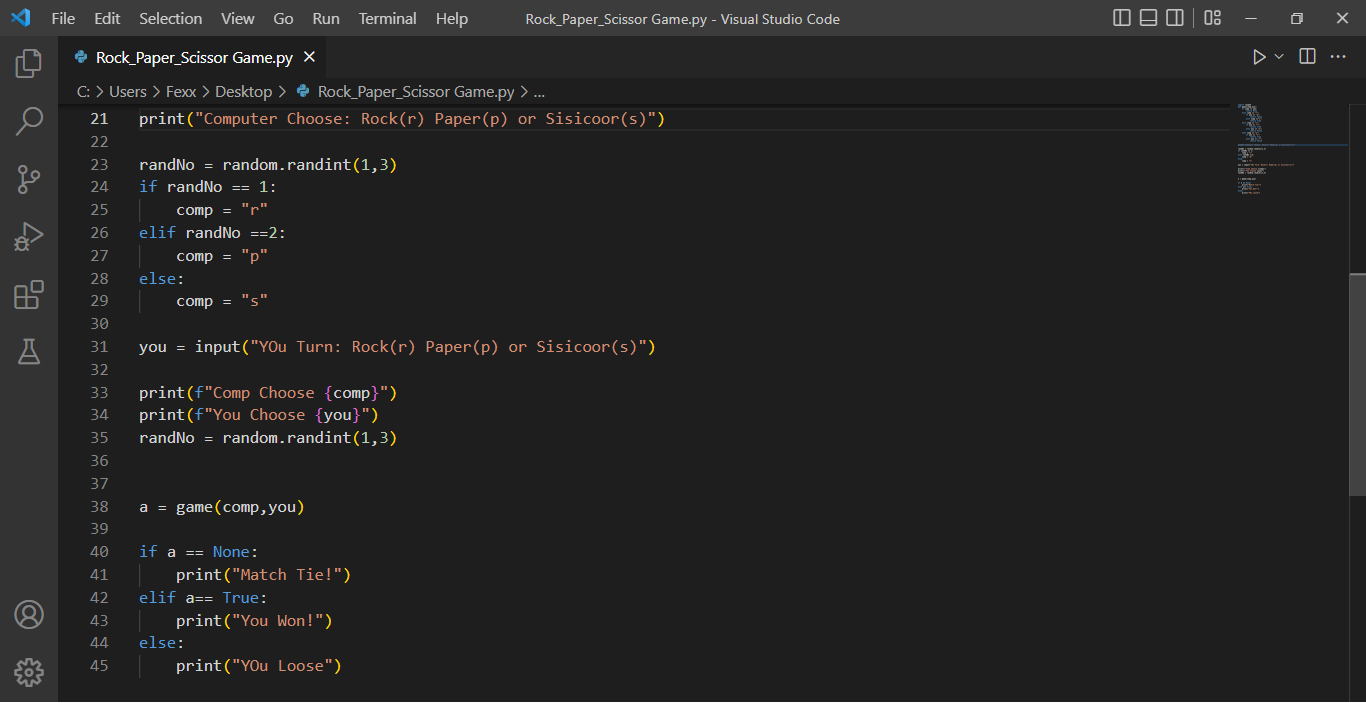 File Edit Selection View Go Run Terminal Help Rock_Paper_Scissor Game.py - Visual Studio Code
Rock_Paper_Scissor Game.py
C: > Users > Fexx > Desktop > Rock_Paper_Scissor Game.py > ...
21 print("Computer Choose: Rock(r) Paper(p) or Sisicoor(s)")
22
23 randNo = random.randint(1,3)
24 if randNo == 1:
25     comp = "r"
26 elif randNo ==2:
27     comp = "p"
28 else:
29     comp = "s"
30
31 you = input("YOu Turn: Rock(r) Paper(p) or Sisicoor(s)")
32
33 print(f"Comp Choose {comp}")
34 print(f"You Choose {you}")
35 randNo = random.randint(1,3)
36
37
38 a = game(comp,you)
39
40 if a == None:
41     print("Match Tie!")
42 elif a== True:
43     print("You Won!")
44 else:
45     print("YOu Loose")